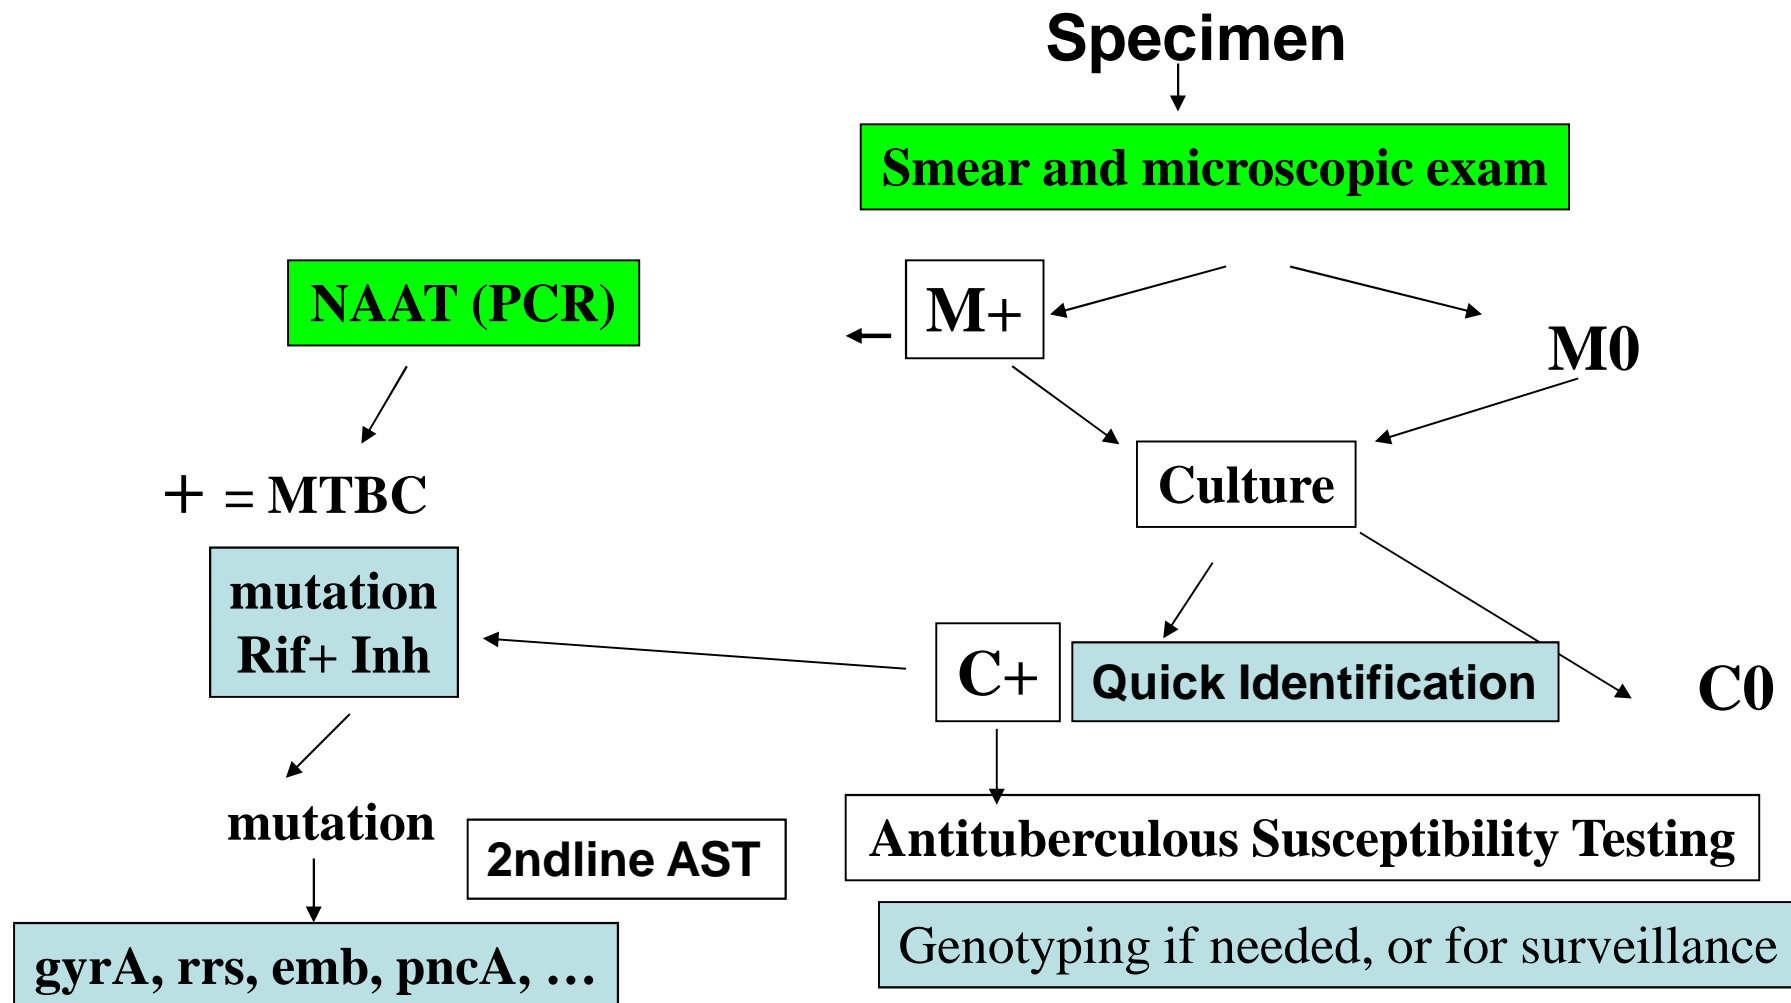 Specimen
Smear and microscopic exam
NAAT (PCR)
M+
M0
+ = MTBC
Culture
mutation
Rif+ Inh
C+
Quick Identification
C0
mutation
2ndline AST
Antituberculous Susceptibility Testing
gyrA, rrs, emb, pncA, …
Genotyping if needed, or for surveillance